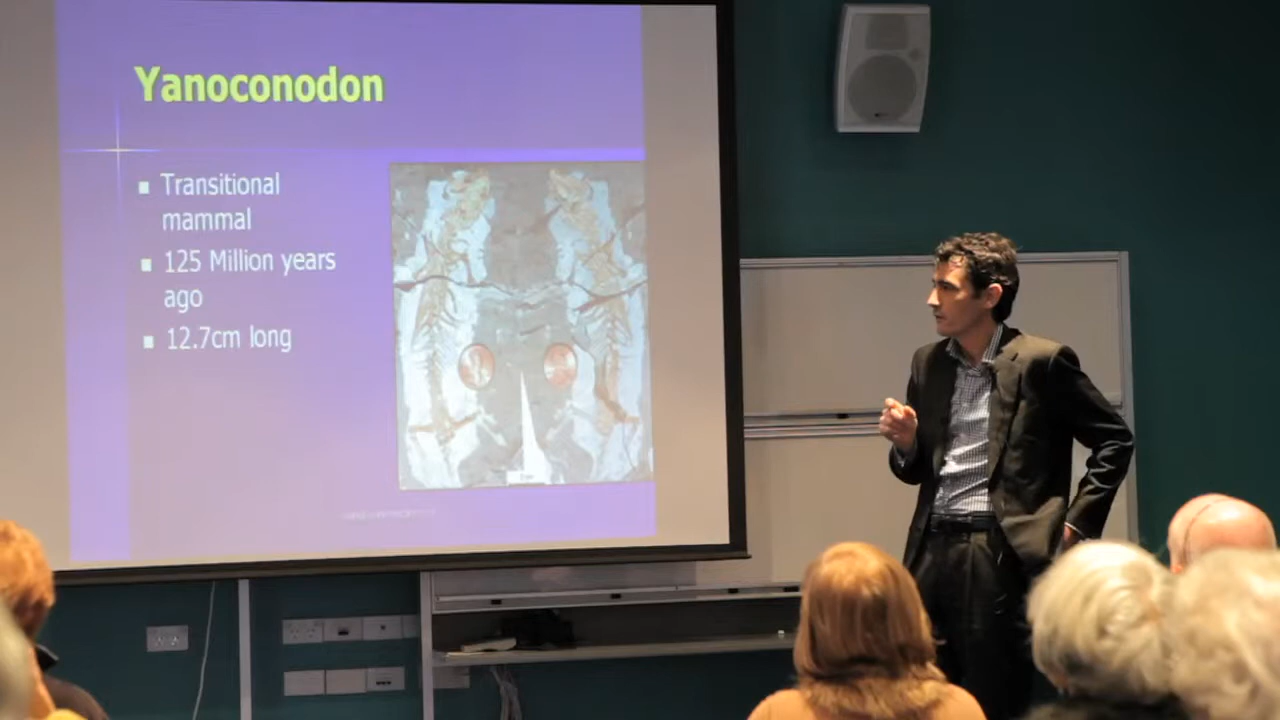 Yanoconodon
Transitional
mammal
125 Million years
ago
12.7cm long